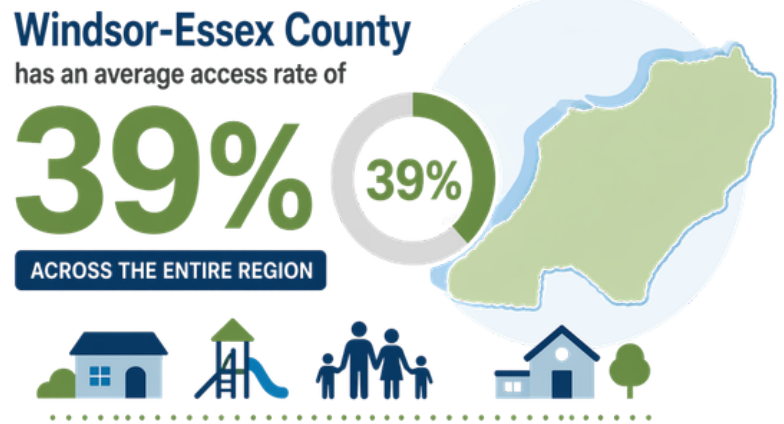 Windsor-Essex County
has an average access rate of
39%
39%
ACROSS THE ENTIRE REGION